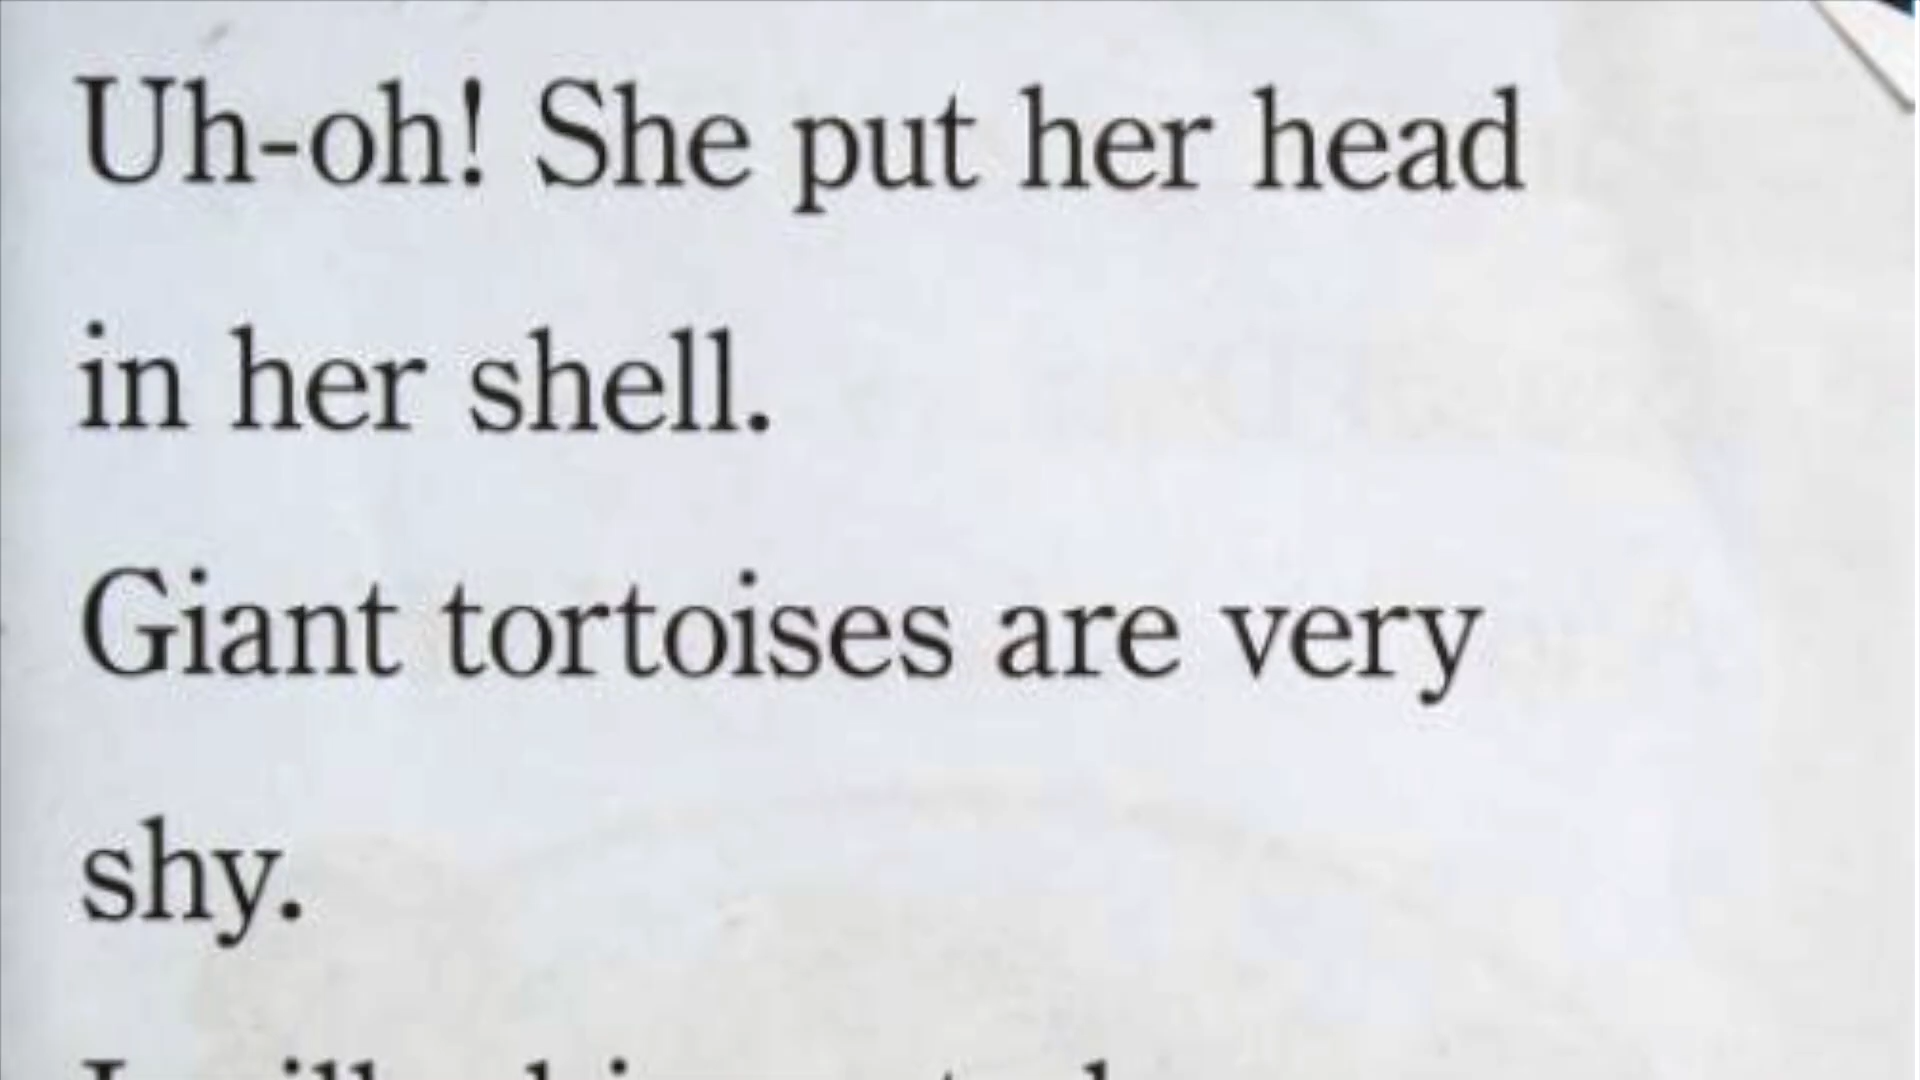 Uh-oh! She put her head
in her shell.
Giant tortoises are very
shy.